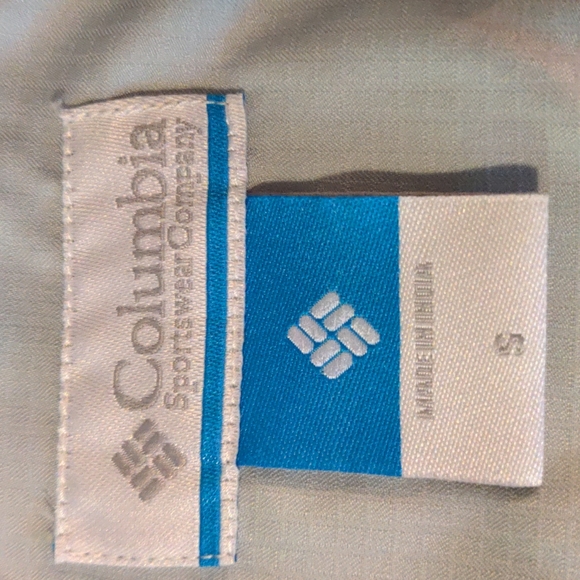 Columbia
Sportswear Company
MADE IN INDIA
S